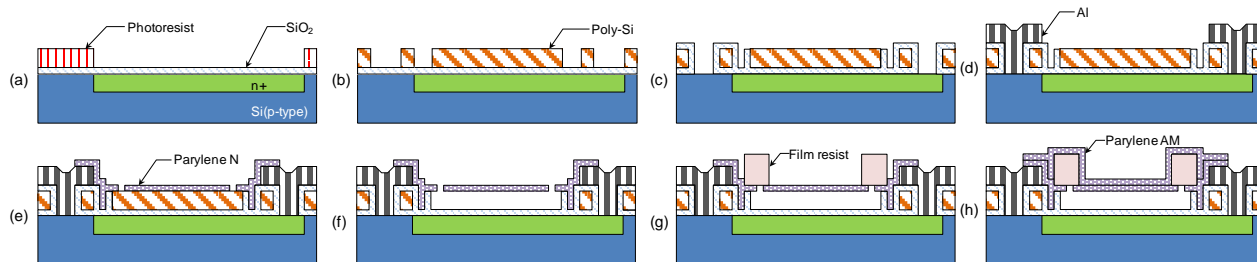 Photoresist
SiO₂
(a)
n+
Si(p-type)
Poly-Si
(b)
(c)
Al
(d)
Parylene N
(e)
(f)
Film resist
(g)
Parylene AM
(h)